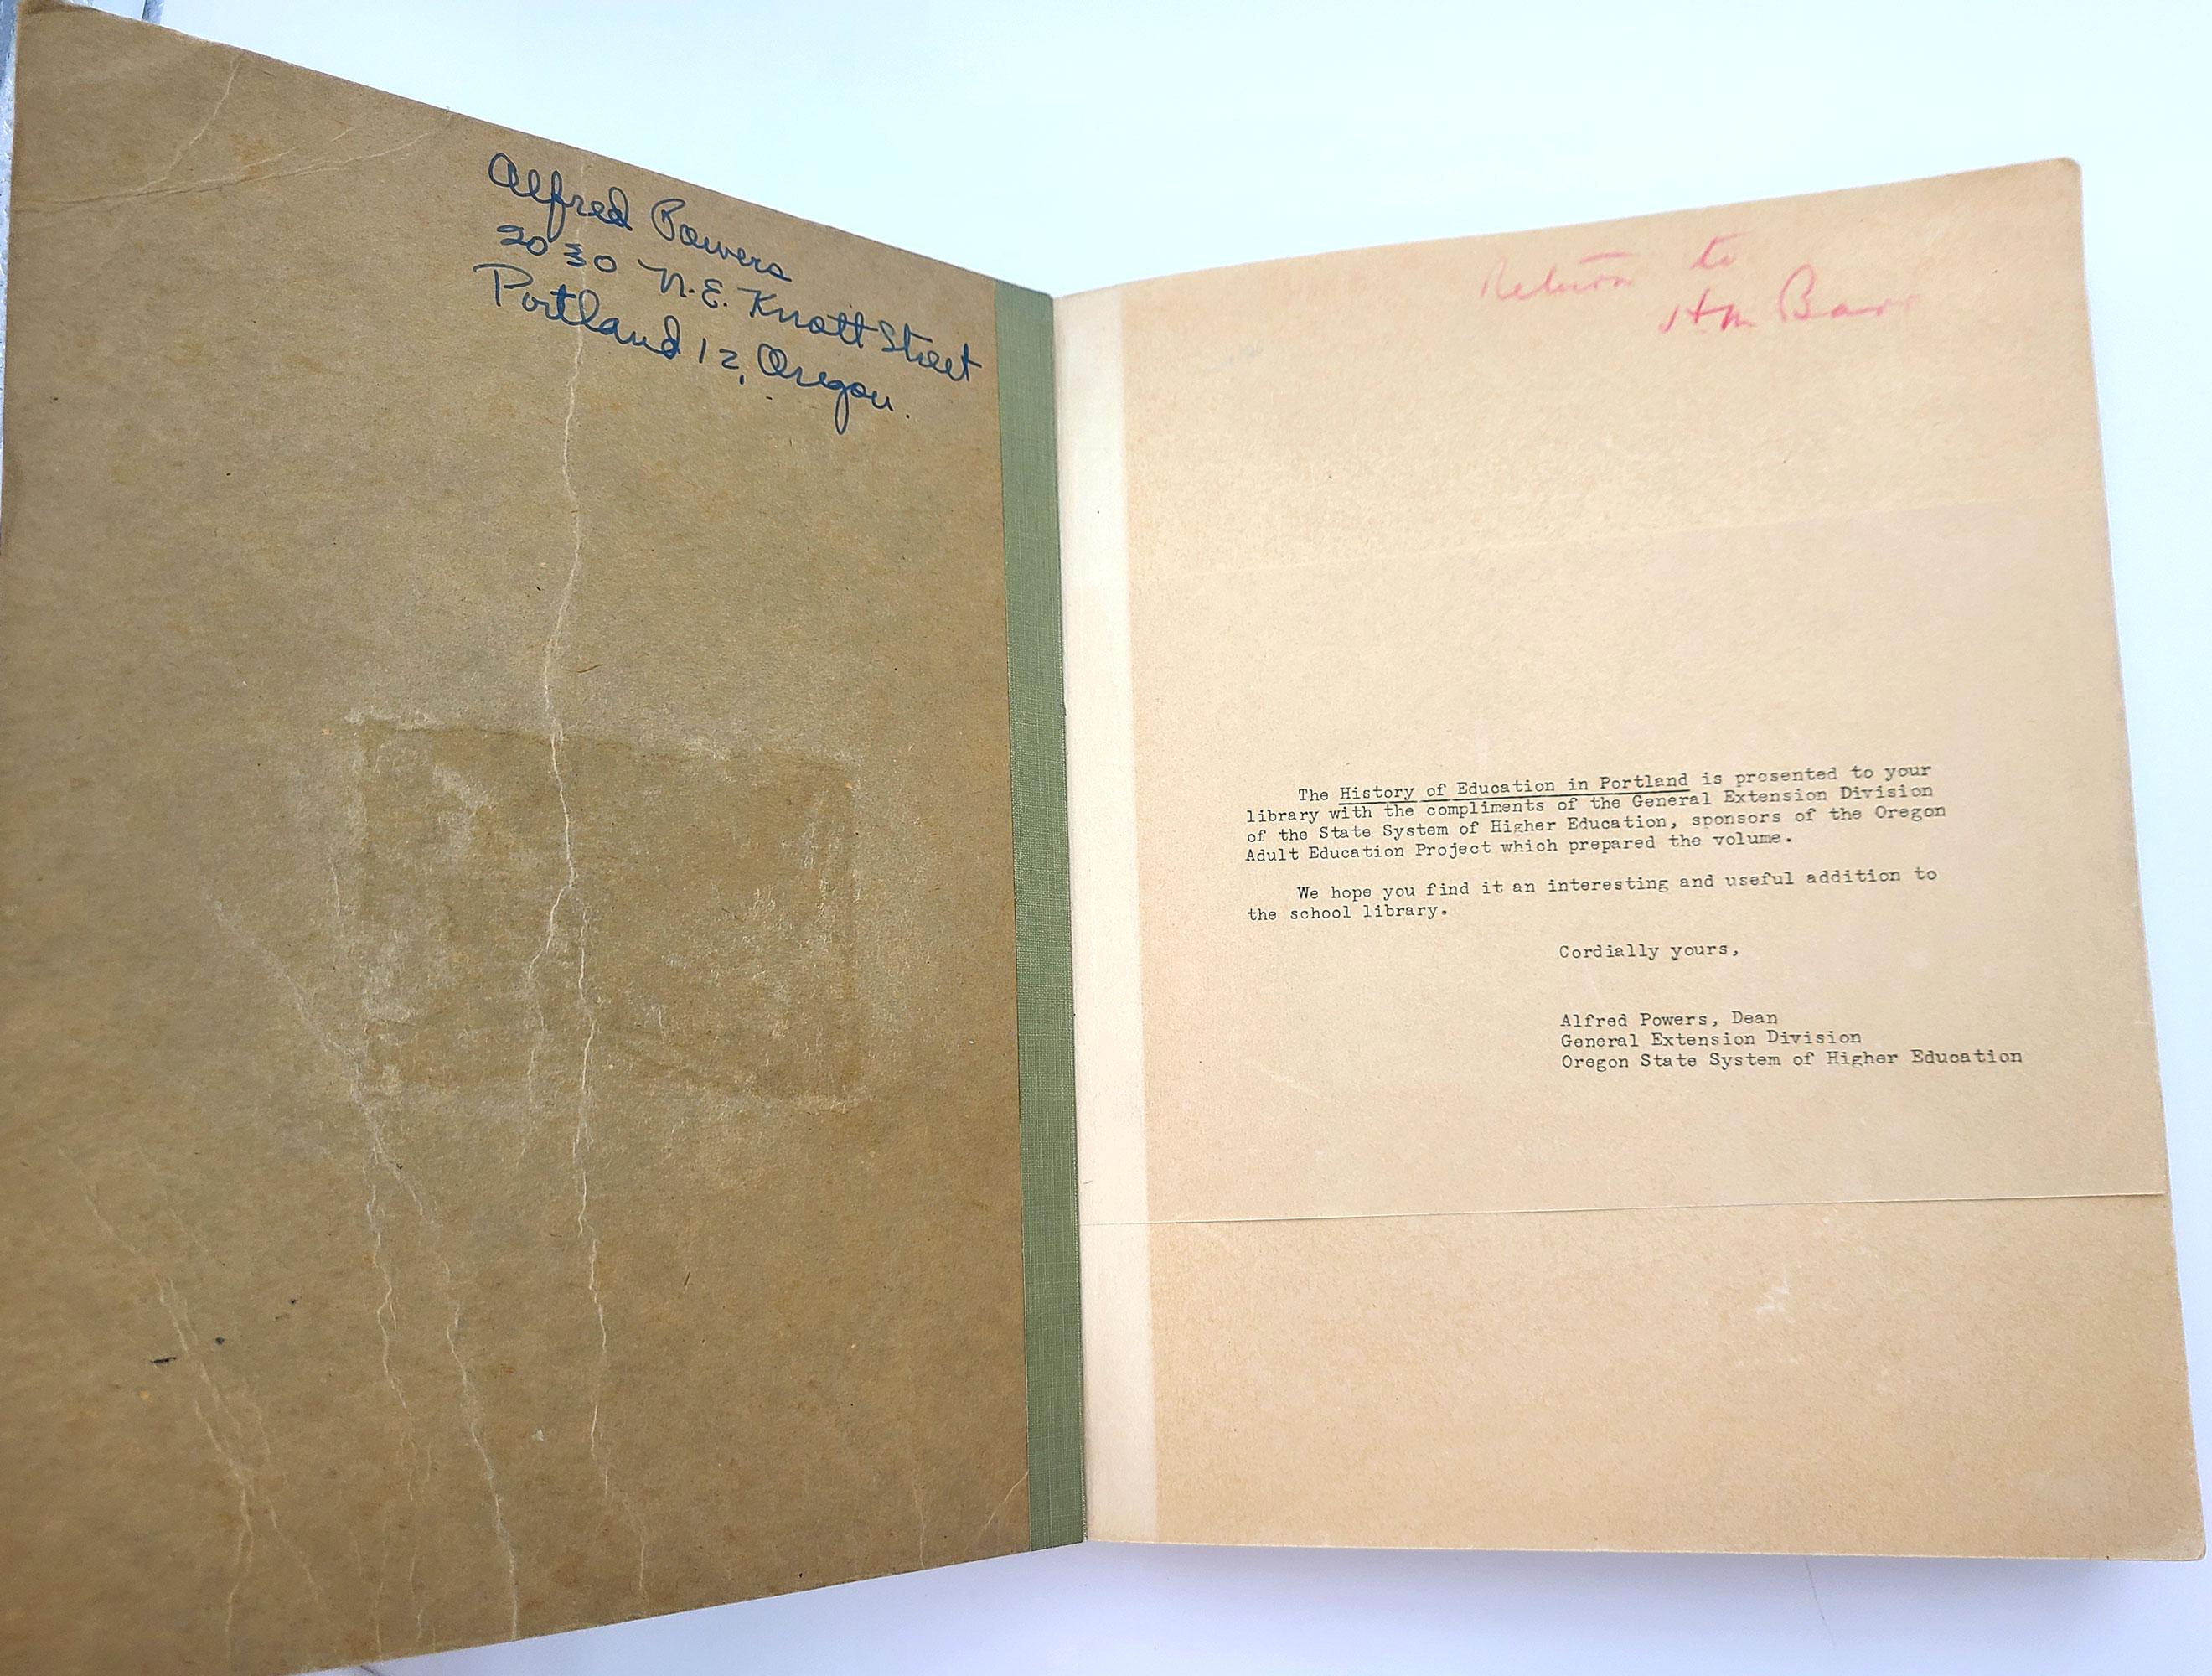 Alfred Powers
2030 N.E. Knott Street
Portland 12, Oregon.
Return to
HM Barr
The History of Education in Portland is presented to your
library with the compliments of the General Extension Division
of the State System of Higher Education, sponsors of the Oregon
Adult Education Project which prepared the volume.
We hope you find it an interesting and useful addition to
the school library.
Cordially yours,
Alfred Powers, Dean
General Extension Division
Oregon State System of Higher Education